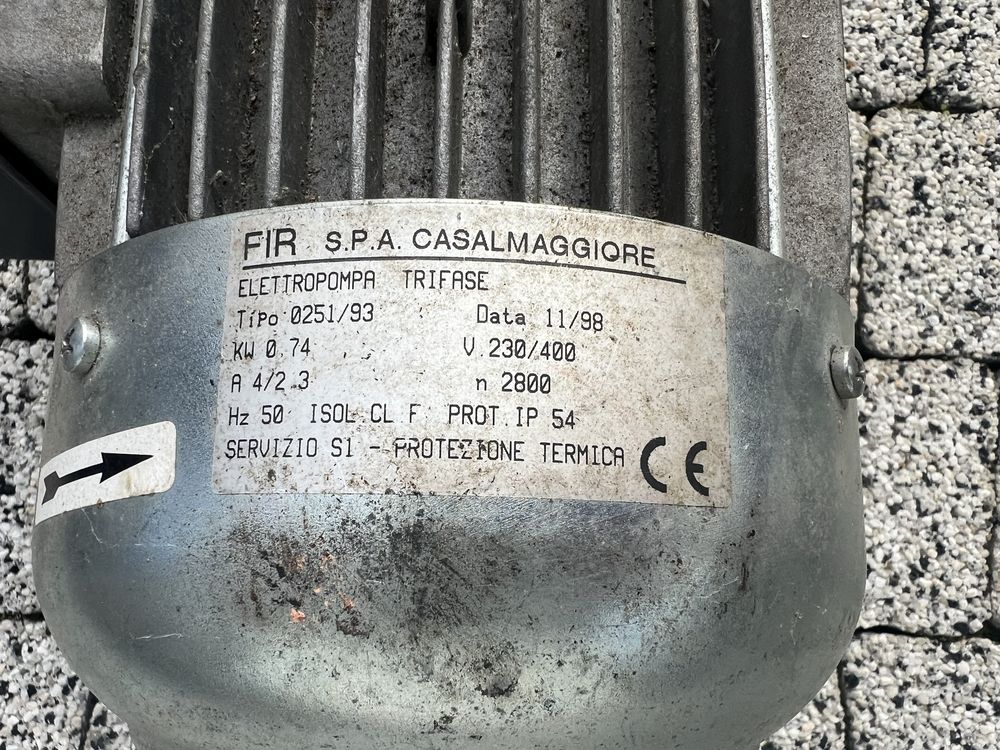 FIR S.P.A. CASALMAGGIORE
ELETTROPOMPA TRIFASE
Tipo 0251/93 Data 11/98
KW 0.74 V.230/400
A 4/2.3 n 2800
Hz 50 ISOL.CL.F PROT.IP 54
SERVIZIO S1 - PROTEZIONE TERMICA CE